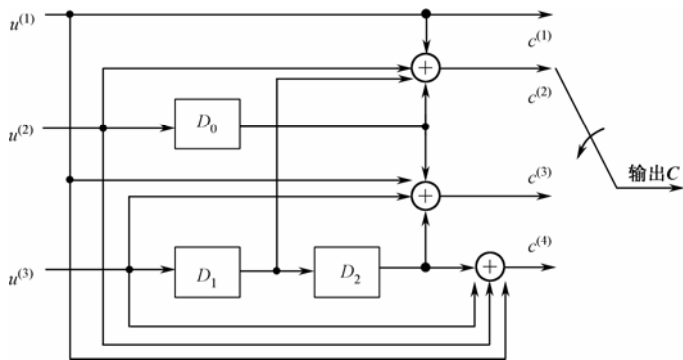 u(1)
c(1)
+
c(2)
u(2)
D0
c(3)
+
输出C
u(3)
D1
D2
c(4)
+